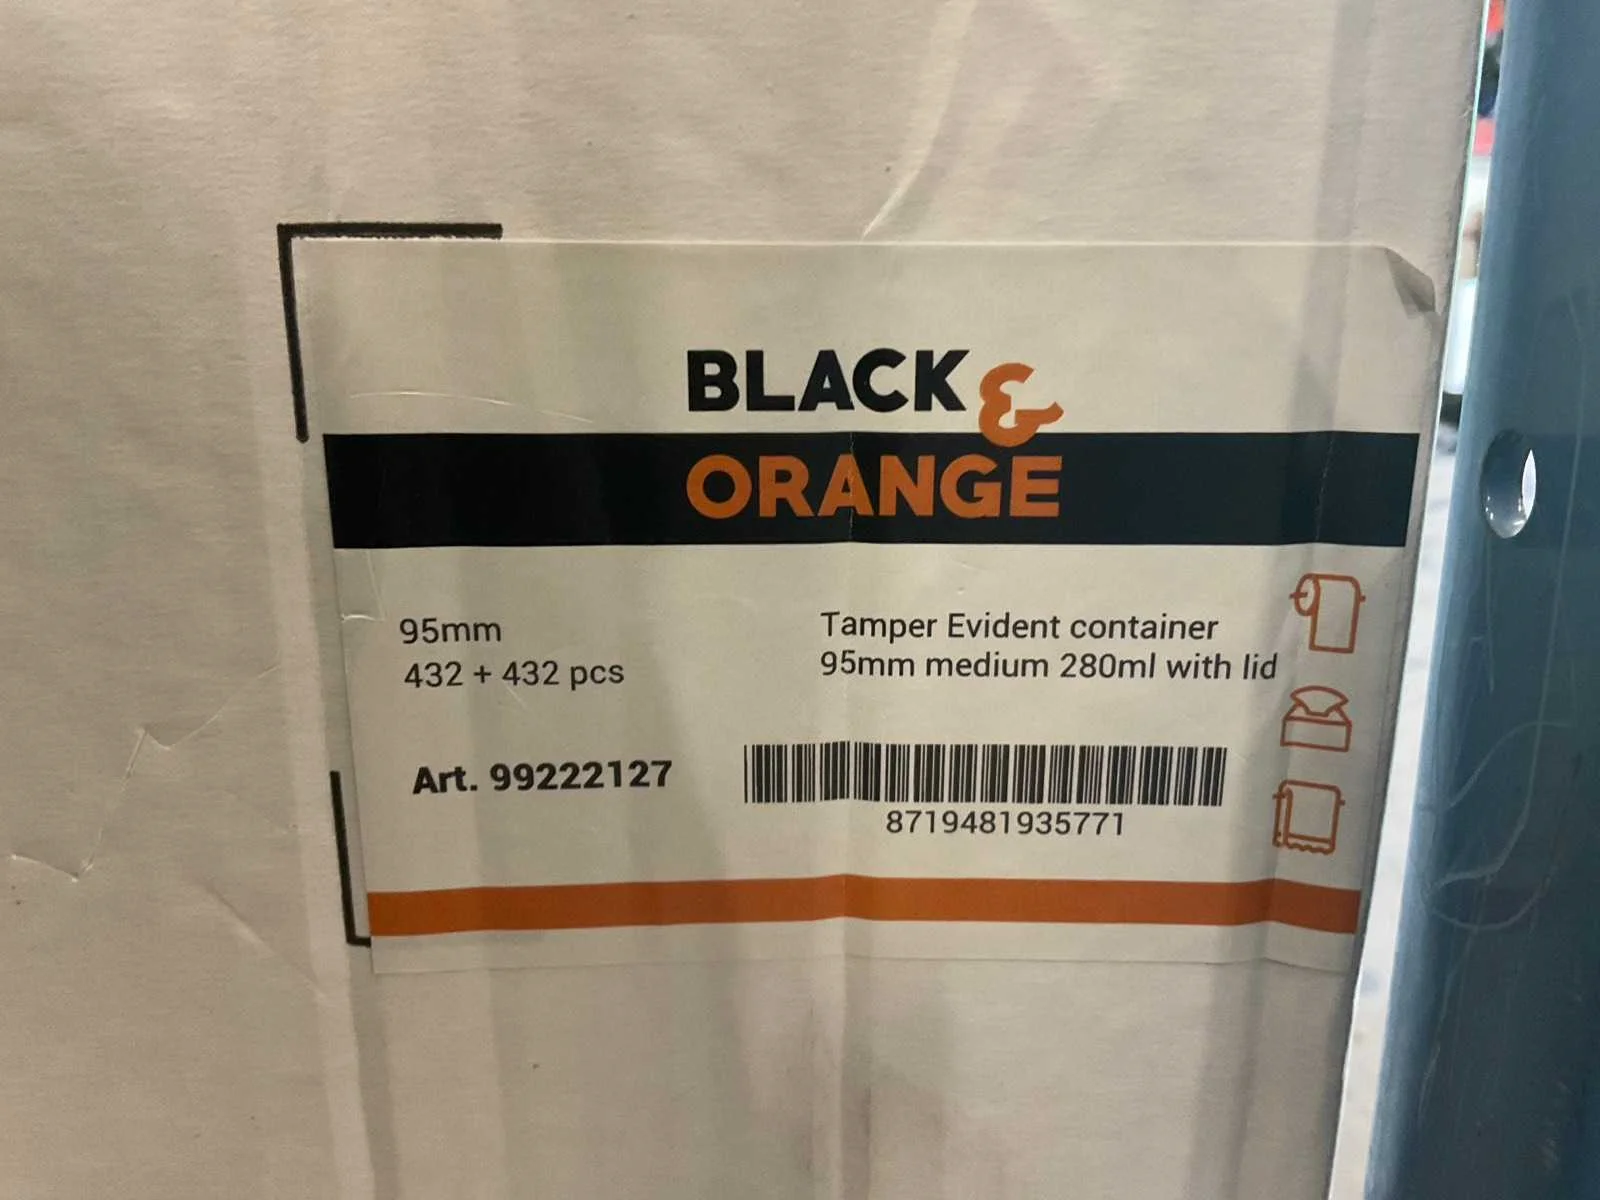 BLACK &
ORANGE
95mm
432 + 432 pcs
Tamper Evident container
95mm medium 280ml with lid
Art. 99222127
8719481935771